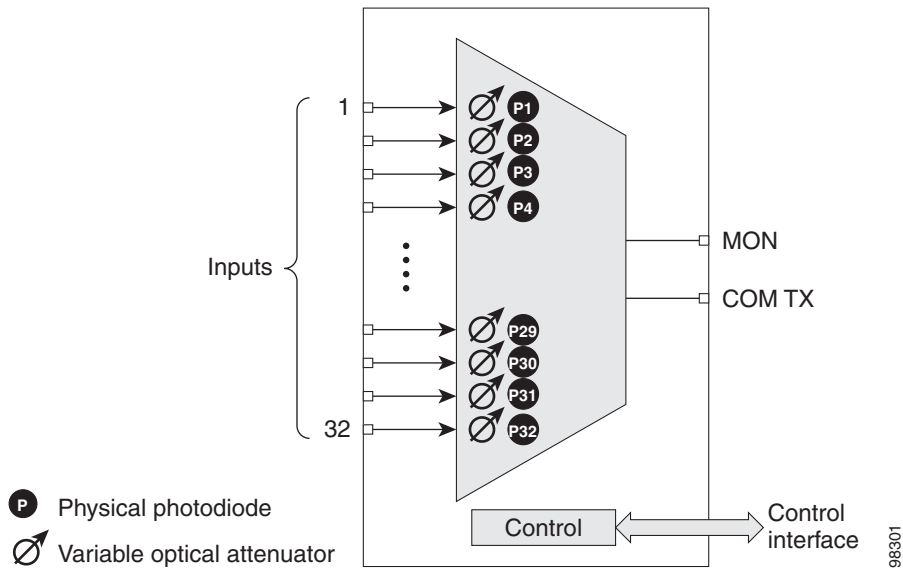 1
P1
P2
P3
P4
Inputs
MON
COM TX
P29
P30
P31
P32
32
P Physical photodiode
Variable optical attenuator
Control
Control
interface
98301